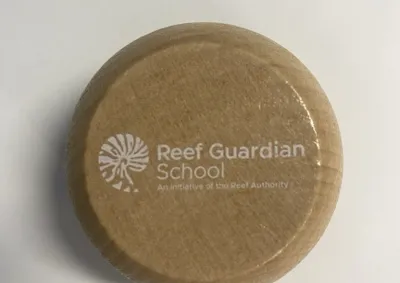 Reef Guardian
School
An initiative of the Reef Authority